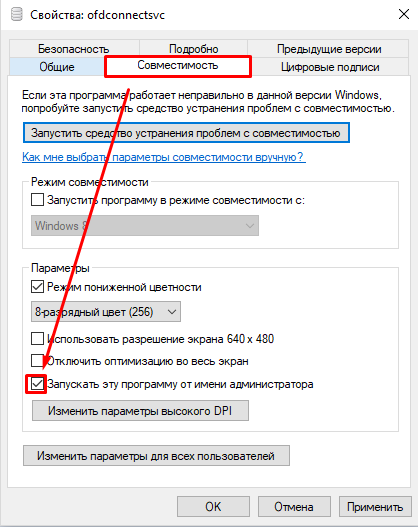 Свойства: ofdconnectsvc
Безопасность Подробно Предыдущие версии
Общие Совместимость Цифровые подписи
Если эта программа работает неправильно в данной версии Windows,
попробуйте запустить средство устранения проблем с совместимостью.
Запустить средство устранения проблем с совместимостью
Как мне выбрать параметры совместимости вручную?
Режим совместимости
Запустить программу в режиме совместимости с:
Windows 8
Параметры
Режим пониженной цветности
8-разрядный цвет (256)
Использовать разрешение экрана 640 x 480
Отключить оптимизацию во весь экран
Запускать эту программу от имени администратора
Изменить параметры высокого DPI
Изменить параметры для всех пользователей
OK Отмена Применить